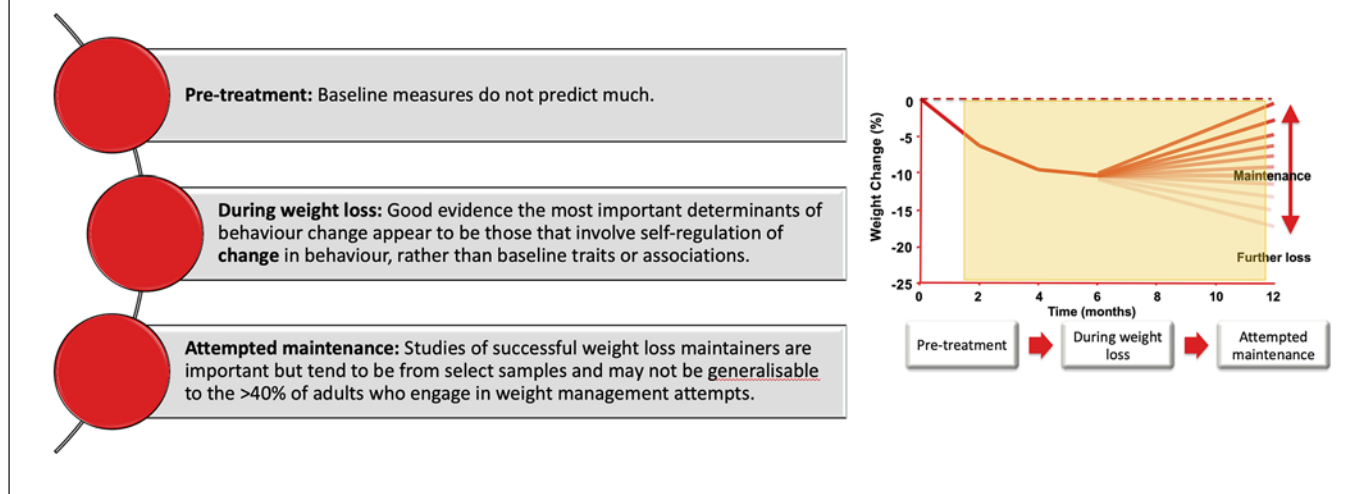 Pre-treatment: Baseline measures do not predict much.
During weight loss: Good evidence the most important determinants of
behaviour change appear to be those that involve self-regulation of
change in behaviour, rather than baseline traits or associations.
Attempted maintenance: Studies of successful weight loss maintainers are
important but tend to be from select samples and may not be generalisable
to the >40% of adults who engage in weight management attempts.
Weight Change (%)
0
-5
-10
-15
-20
-25
Maintenance
Further loss
0 2 4 6 8 10 12
Time (months)
Pre-treatment
During weight
loss
Attempted
maintenance